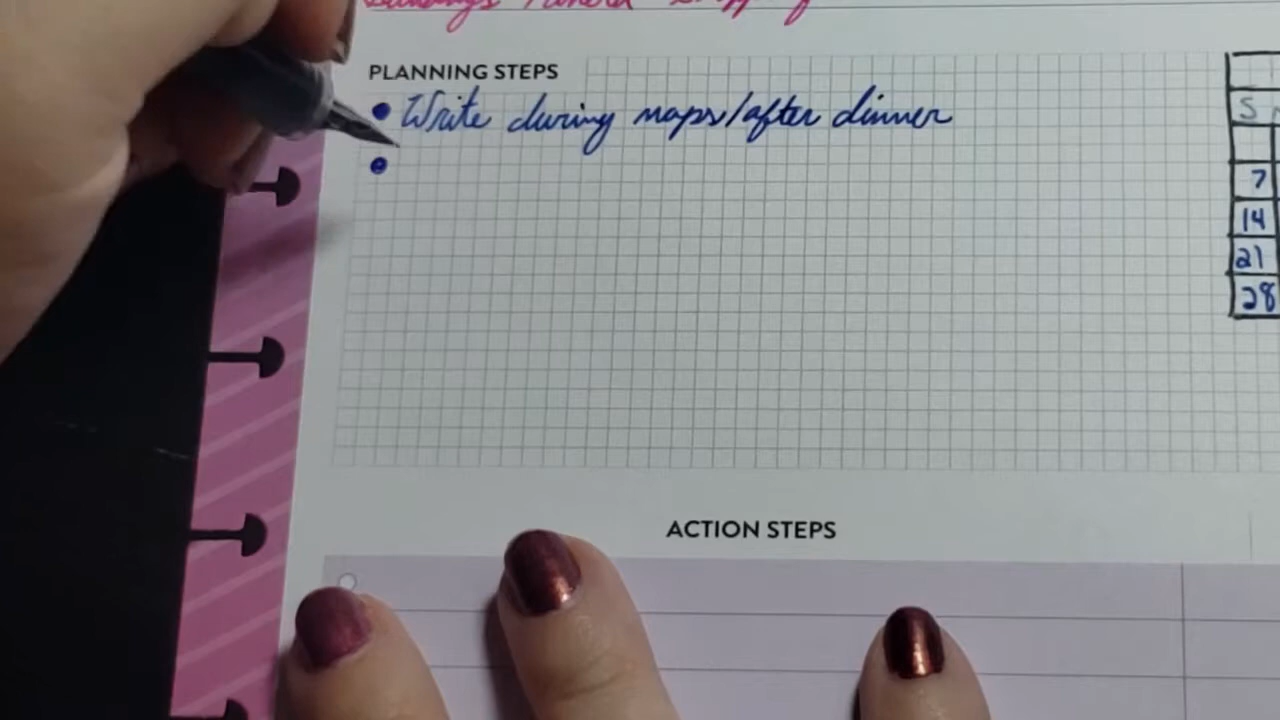 PLANNING STEPS
• Write during naps/after dinner
•
S
7
14
21
28
ACTION STEPS